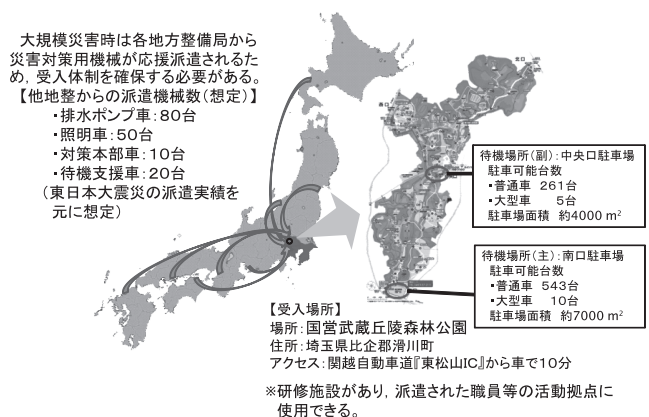 大規模災害時は各地方整備局から
災害対策用機械が応援派遣されるた
め，受入体制を確保する必要がある。
【他地整からの派遣機械数（想定）】
・排水ポンプ車：80台
・照明車：50台
・対策本部車：10台
・待機支援車：20台
（東日本大震災の派遣実績を
元に想定）
北口
西口
待機場所（副）：中央口駐車場
駐車可能台数
・普通車 261台
・大型車 5台
駐車場面積 約4000 m²
待機場所（主）：南口駐車場
駐車可能台数
・普通車 543台
・大型車 10台
駐車場面積 約7000 m²
【受入場所】
場所：国営武蔵丘陵森林公園
住所：埼玉県比企郡滑川町
アクセス：関越自動車道『東松山IC』から車で10分
※研修施設があり，派遣された職員等の活動拠点に
使用できる。